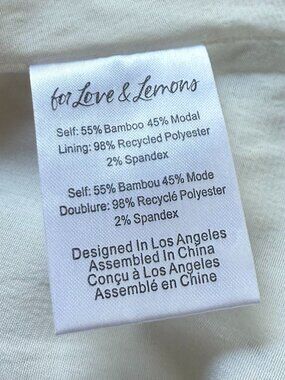 for Love & Lemons
Self: 55% Bamboo 45% Modal
Lining: 98% Recycled Polyester
2% Spandex
Self: 55% Bambou 45% Mode
Doublure: 98% Recyclé Polyester
2% Spandex
Designed In Los Angeles
Assembled In China
Conçu à Los Angeles
Assemblé en Chine